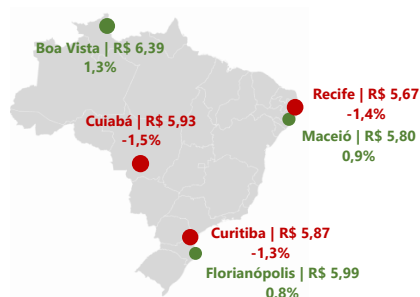 Boa Vista | R$ 6,39
1,3%
Recife | R$ 5,67
-1,4%
Cuiabá | R$ 5,93
-1,5%
Maceió | R$ 5,80
0,9%
Curitiba | R$ 5,87
-1,3%
Florianópolis | R$ 5,99
0,8%